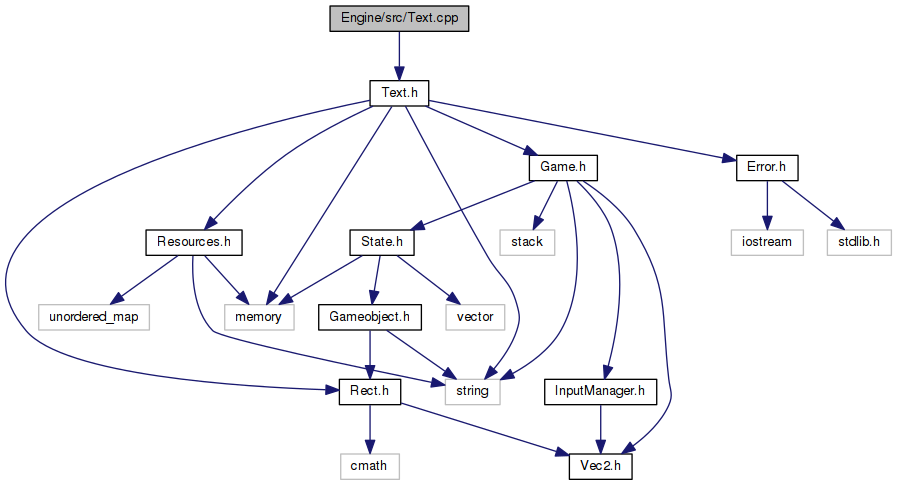 Engine/src/Text.cpp
Text.h
Game.h
Error.h
Resources.h
State.h
stack
iostream
stdlib.h
unordered_map
memory
Gameobject.h
vector
Rect.h
string
InputManager.h
cmath
Vec2.h